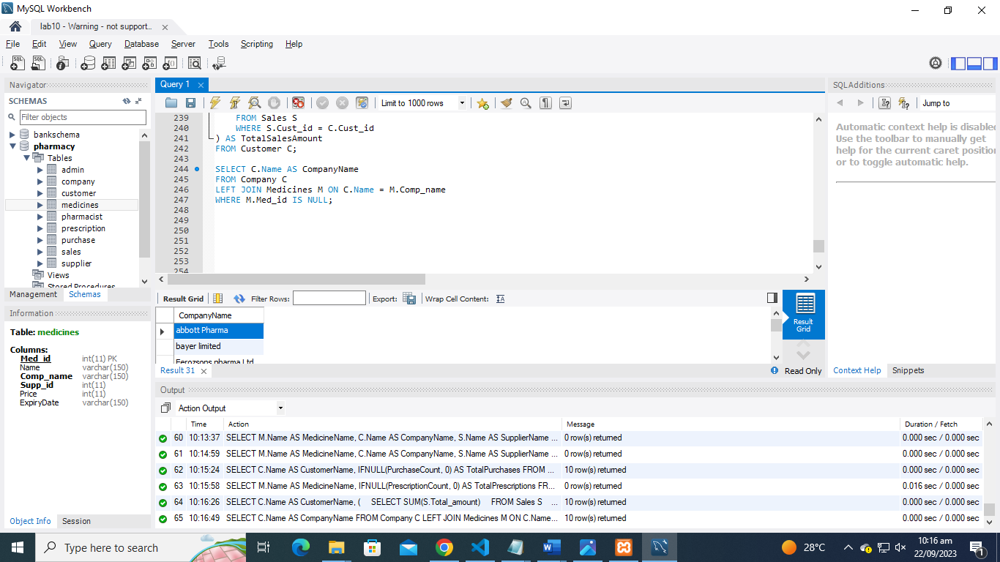 MySQL Workbench
lab10 - Warning - not support...
File Edit View Query Database Server Tools Scripting Help
Navigator
SCHEMAS
Filter objects
bankschema
pharmacy
Tables
admin
company
customer
medicines
pharmacist
prescription
purchase
sales
supplier
Views
Stored Procedures
Management Schemas
Information
Table: medicines
Columns:
Med_id int(11) PK
Name varchar(150)
Comp_name varchar(150)
Supp_id int(11)
Price int(11)
ExpiryDate varchar(150)
Object Info Session
Query 1
Limit to 1000 rows
239 FROM Sales S
240 WHERE S.Cust_id = C.Cust_id
241 ) AS TotalSalesAmount
242 FROM Customer C;
243
244 SELECT C.Name AS CompanyName
245 FROM Company C
246 LEFT JOIN Medicines M ON C.Name = M.Comp_name
247 WHERE M.Med_id IS NULL;
248
249
250
251
252
253
254
Result Grid Filter Rows: Export: Wrap Cell Content:
CompanyName
abbott Pharma
bayer limited
Ferozsons pharma Ltd
Result Grid
Result 31 Read Only
SQLAdditions
Jump to
Automatic context help is disabled
Use the toolbar to manually get
help for the current caret position
or to toggle automatic help.
Context Help Snippets
Output
Action Output
Time Action Message Duration / Fetch
60 10:13:37 SELECT M.Name AS MedicineName, C.Name AS CompanyName, S.Name AS SupplierName ... 0 row(s) returned 0.000 sec / 0.000 sec
61 10:14:59 SELECT M.Name AS MedicineName, C.Name AS CompanyName, S.Name AS SupplierName ... 0 row(s) returned 0.000 sec / 0.000 sec
62 10:15:24 SELECT C.Name AS CustomerName, IFNULL(PurchaseCount, 0) AS TotalPurchases FROM ... 10 row(s) returned 0.000 sec / 0.000 sec
63 10:15:58 SELECT M.Name AS MedicineName, IFNULL(PrescriptionCount, 0) AS TotalPrescriptions FR... 0 row(s) returned 0.016 sec / 0.000 sec
64 10:16:26 SELECT C.Name AS CustomerName, ( SELECT SUM(S.Total_amount) FROM Sales S ... 10 row(s) returned 0.000 sec / 0.000 sec
65 10:16:49 SELECT C.Name AS CompanyName FROM Company C LEFT JOIN Medicines M ON C.Name... 10 row(s) returned 0.000 sec / 0.000 sec
Type here to search
28°C
10:16 am
22/09/2023
1